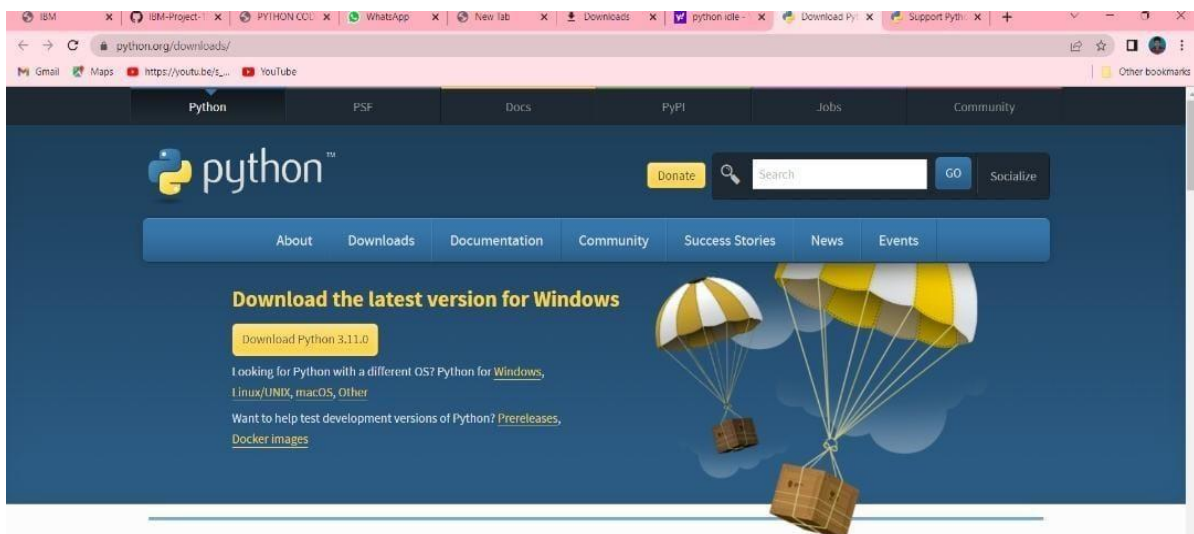 IBM
IBM-Project-
PYTHON COD
WhatsApp
New Tab
Downloads
python idle -
Download Pyt
Support Pyth
python.org/downloads/
Gmail
Maps
https://youtu.be/s_...
YouTube
Other bookmarks
Python
PSF
Docs
PyPI
Jobs
Community
python™
Donate
Search
GO
Socialize
About
Downloads
Documentation
Community
Success Stories
News
Events
Download the latest version for Windows
Download Python 3.11.0
Looking for Python with a different OS? Python for Windows,
Linux/UNIX, macOS, Other
Want to help test development versions of Python? Prereleases,
Docker images